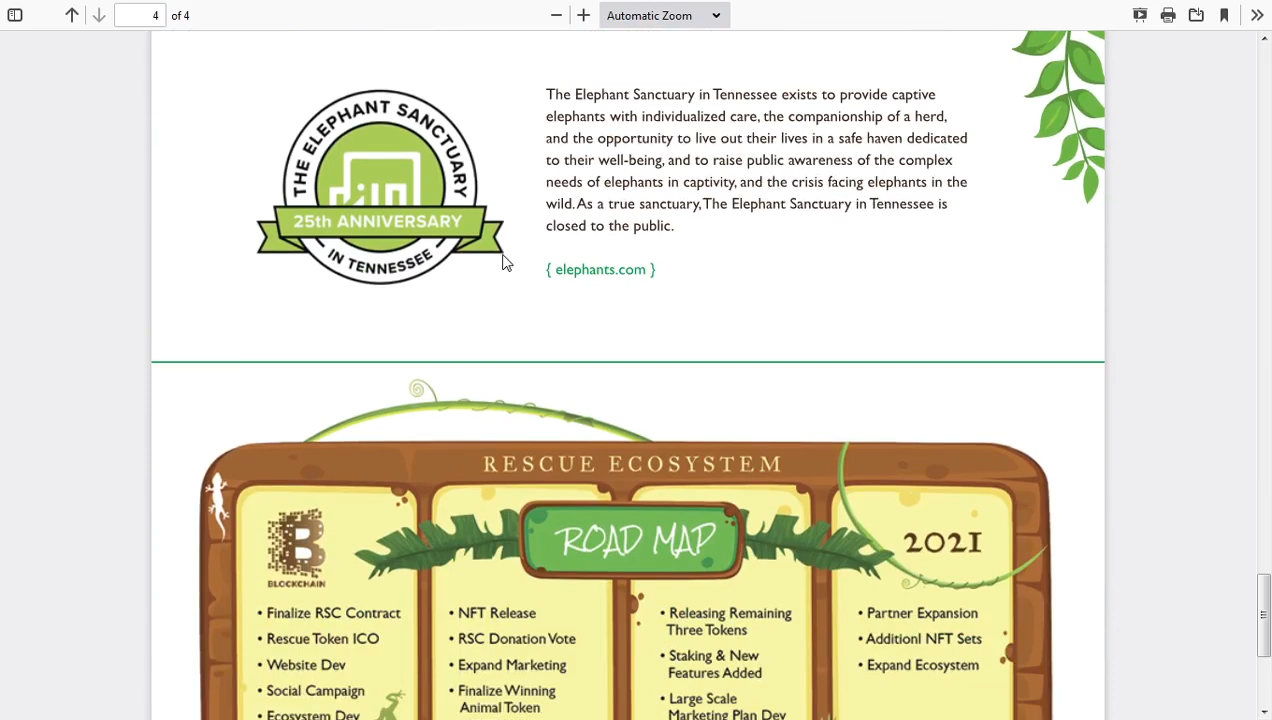 4 of 4
Automatic Zoom
THE ELEPHANT SANCTUARY
25th ANNIVERSARY
IN TENNESSEE
The Elephant Sanctuary in Tennessee exists to provide captive
elephants with individualized care, the companionship of a herd,
and the opportunity to live out their lives in a safe haven dedicated
to their well-being, and to raise public awareness of the complex
needs of elephants in captivity, and the crisis facing elephants in the
wild. As a true sanctuary, The Elephant Sanctuary in Tennessee is
closed to the public.
{ elephants.com }
RESCUE ECOSYSTEM
ROAD MAP
B
BLOCKCHAIN
2021
• Finalize RSC Contract
• Rescue Token ICO
• Website Dev
• Social Campaign
• Ecosystem Dev
• NFT Release
• RSC Donation Vote
• Expand Marketing
• Finalize Winning
Animal Token
• Releasing Remaining
Three Tokens
• Staking & New
Features Added
• Large Scale
Marketing Plan Dev
• Partner Expansion
• Additionl NFT Sets
• Expand Ecosystem